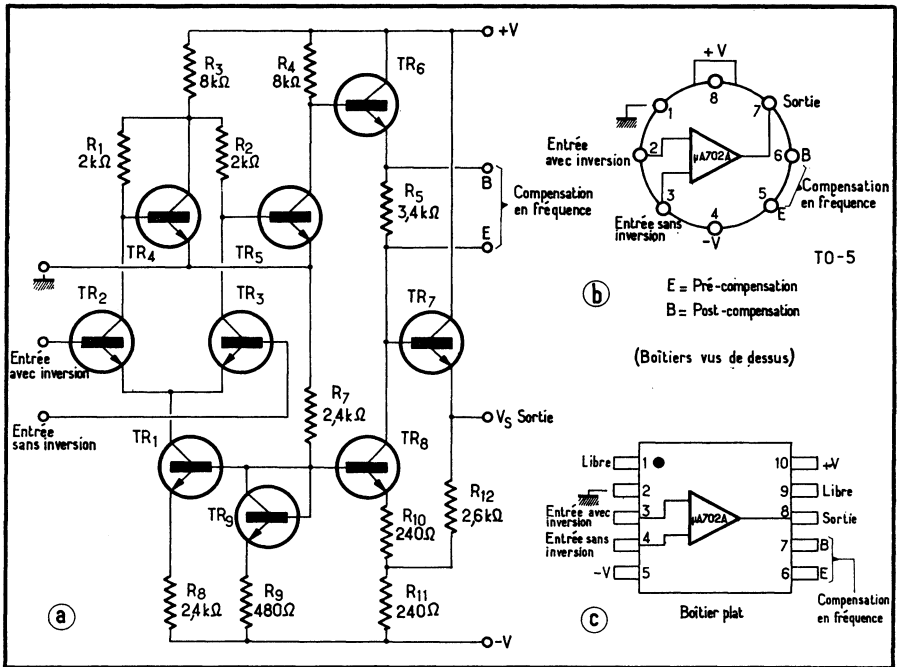 +V
R3
8kΩ
R4
8kΩ
TR6
R1
2kΩ
R2
2kΩ
TR4
TR5
R5
3,4kΩ
B
E
Compensation
en fréquence
TR2
TR3
TR7
Entrée
avec inversion
Entrée
sans inversion
R7
2,4kΩ
VS Sortie
TR1
TR8
TR9
R12
2,6kΩ
R10
240Ω
R8
2,4kΩ
R9
480Ω
R11
240Ω
-V
a
+V
8
1
7
Sortie
Entrée
avec inversion
2
µA702A
6
B
3
5
E
Compensation
en fréquence
Entrée sans
inversion
4
-V
TO-5
b
E = Pré-compensation
B = Post-compensation
(Boîtiers vus de dessus)
Libre
1
10
+V
2
9
Libre
Entrée avec
inversion
3
µA702A
8
Sortie
Entrée sans
inversion
4
7
B
-V
5
6
E
Boîtier plat
Compensation
en fréquence
c